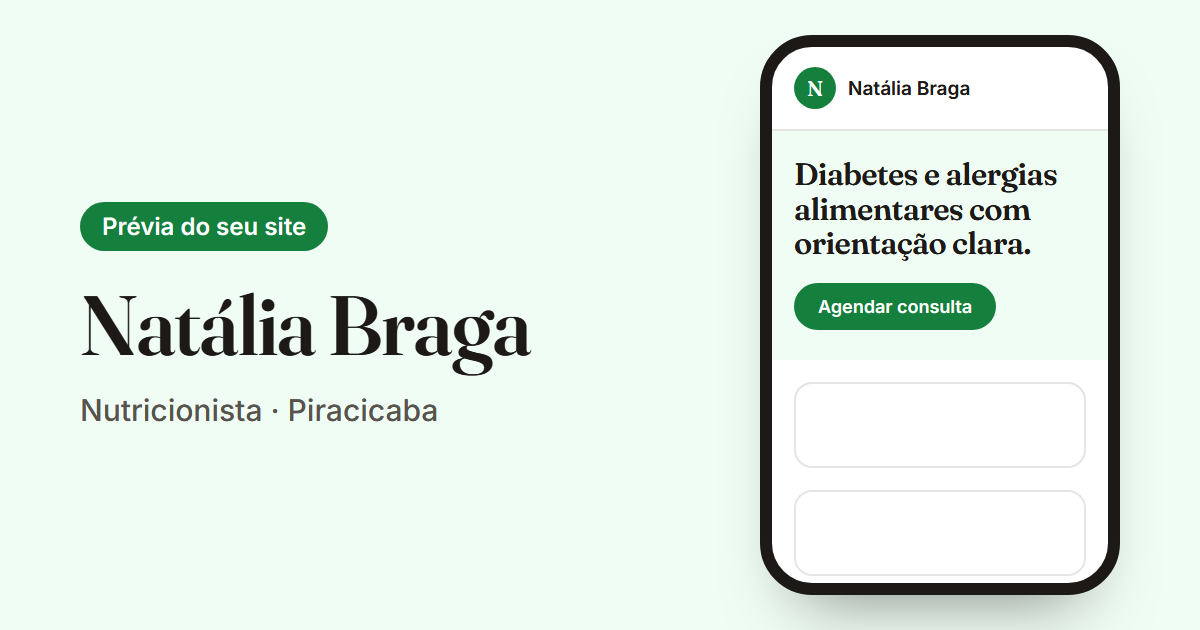 Prévia do seu site
Natália Braga
Nutricionista · Piracicaba
N
Natália Braga
Diabetes e alergias
alimentares com
orientação clara.
Agendar consulta